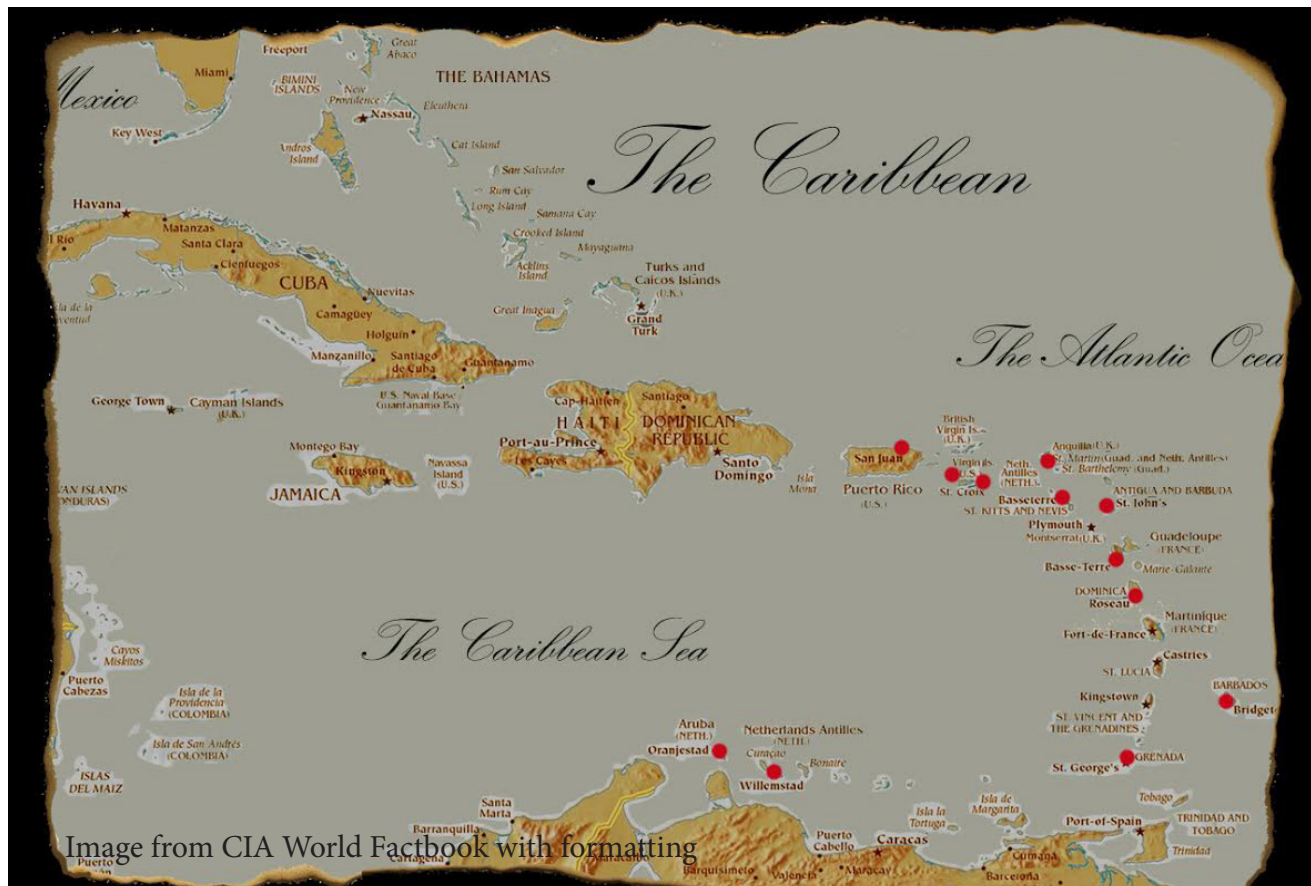 Freeport
Great
Abaco
Miami
THE BAHAMAS
BIMINI
ISLANDS
New
Providence
Mexico
Nassau
Eleuthera
Key West
Andros
Island
Cat Island
The Caribbean
San Salvador
Rum Cay
Long Island
Samana Cay
Havana
Matanzas
Santa Clara
Cienfuegos
Crooked Island
Mayaguana
Acklins
Island
Turks and
Caicos Islands
(U.K.)
Grand
Turk
CUBA
Nuevitas
Camagüey
Great Inagua
Holguín
Manzanillo
Santiago
de Cuba
Guantanamo
The Atlantic Ocea
U.S. Naval Base
Guantanamo Bay
George Town
Cayman Islands
(U.K.)
Cap-Haïtien
HAITI
Port-au-Prince
Les Cayes
Santiago
DOMINICAN
REPUBLIC
Santo
Domingo
Montego Bay
Kingston
JAMAICA
Navassa
Island
(U.S.)
Isla
Mona
San Juan
Puerto Rico
(U.S.)
British
Virgin Is.
(U.K.)
Virgin Is.
U.S.
St. Croix
Neth.
Antilles
(NETH.)
Anguilla (U.K.)
St. Martin (Guad. and Neth. Antilles)
St. Barthelemy (Guad.)
ANTIGUA AND BARBUDA
St. John's
Basseterre
ST. KITTS AND NEVIS
Plymouth
Montserrat (U.K.)
Guadeloupe
(FRANCE)
Basse-Terre
Marie-Galante
DOMINICA
Roseau
Martinique
(FRANCE)
Fort-de-France
The Caribbean Sea
Castries
ST. LUCIA
Kingstown
ST. VINCENT AND
THE GRENADINES
BARBADOS
Bridget
GRENADA
St. George's
Cayos
Miskitos
Puerto
Cabezas
Isla de la
Providencia
(COLOMBIA)
Isla de San Andrés
(COLOMBIA)
ISLAS
DEL MAIZ
Aruba
(NETH.)
Oranjestad
Netherlands Antilles
(NETH.)
Curaçao
Bonaire
Willemstad
Santa
Marta
Barranquilla
Cartagena
Maracaibo
Puerto
Cabello
Caracas
Isla la
Tortuga
Isla de
Margarita
Tobago
Port-of-Spain
TRINIDAD AND
TOBAGO
Trinidad
Barquisimeto
Valencia
Maracay
Cumana
Barcelona
Puerto
Image from CIA World Factbook with formatting